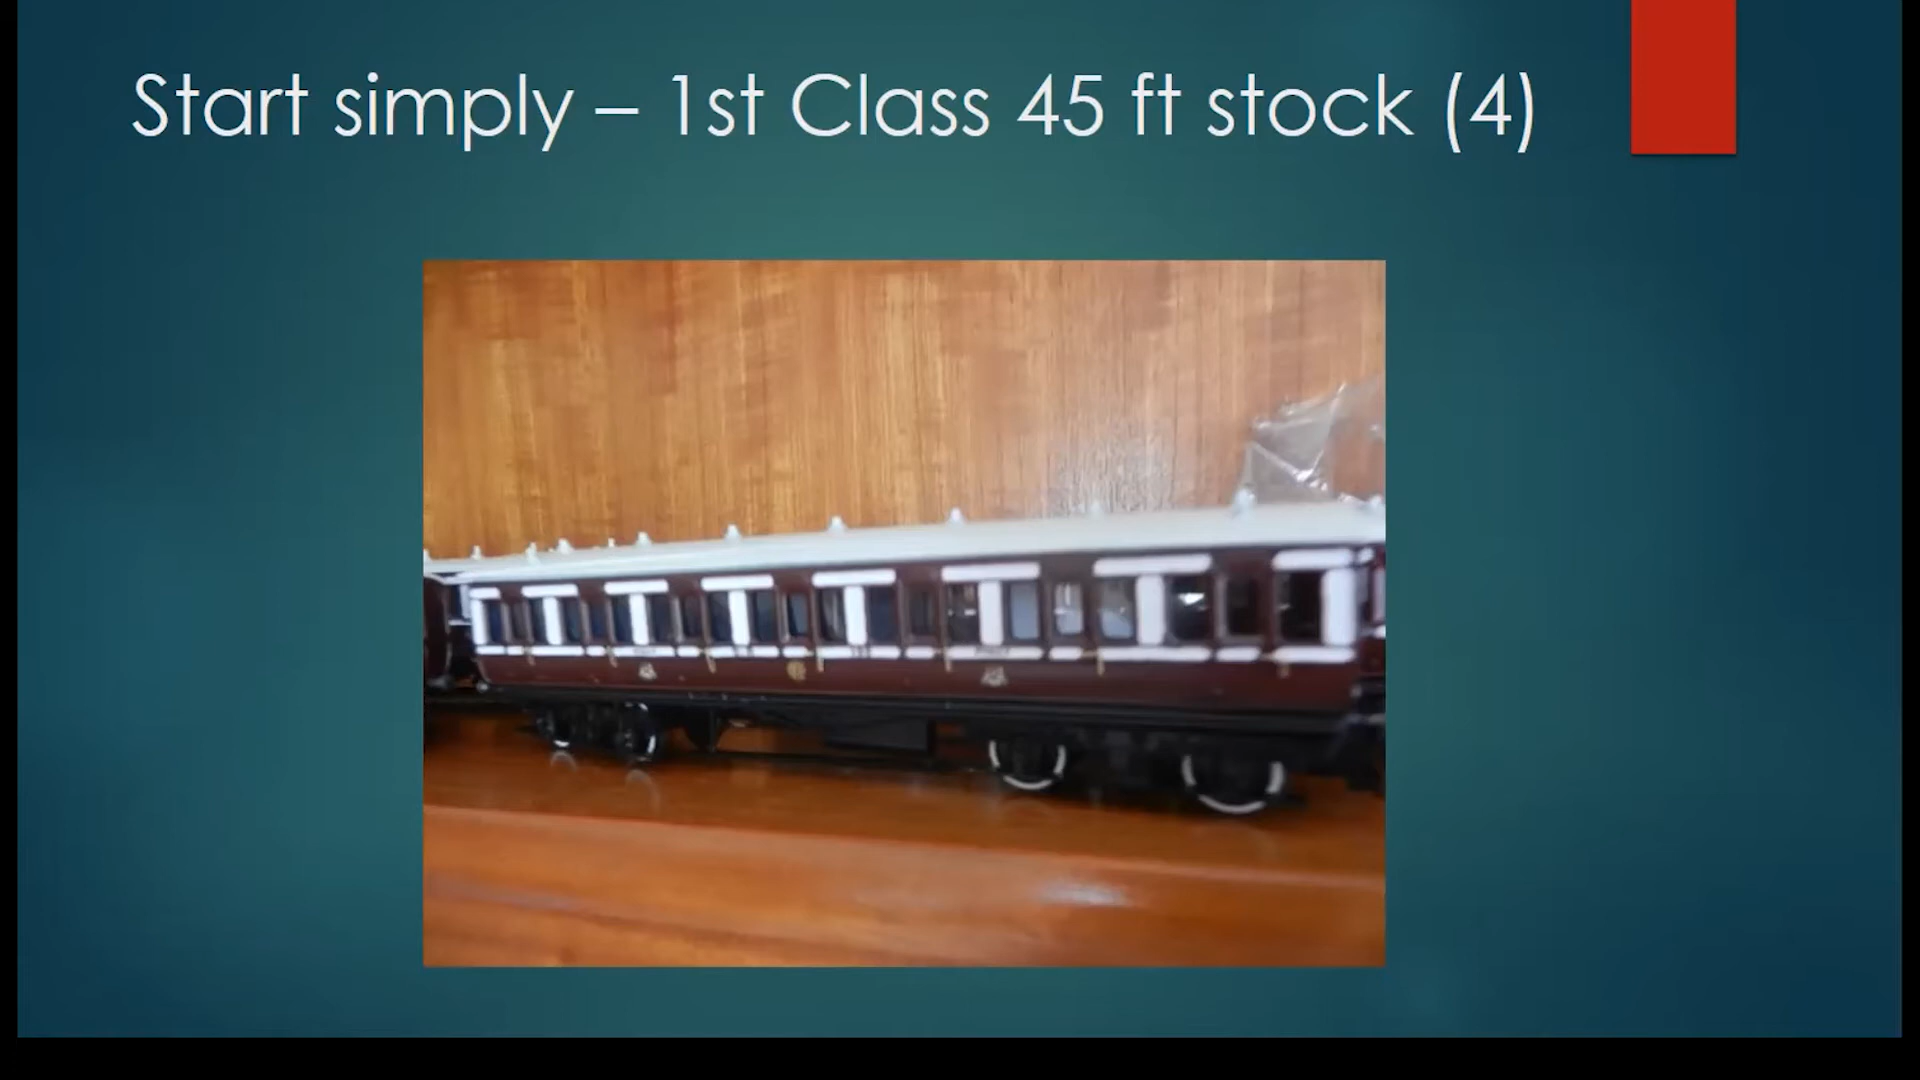 Start simply – 1st Class 45 ft stock (4)